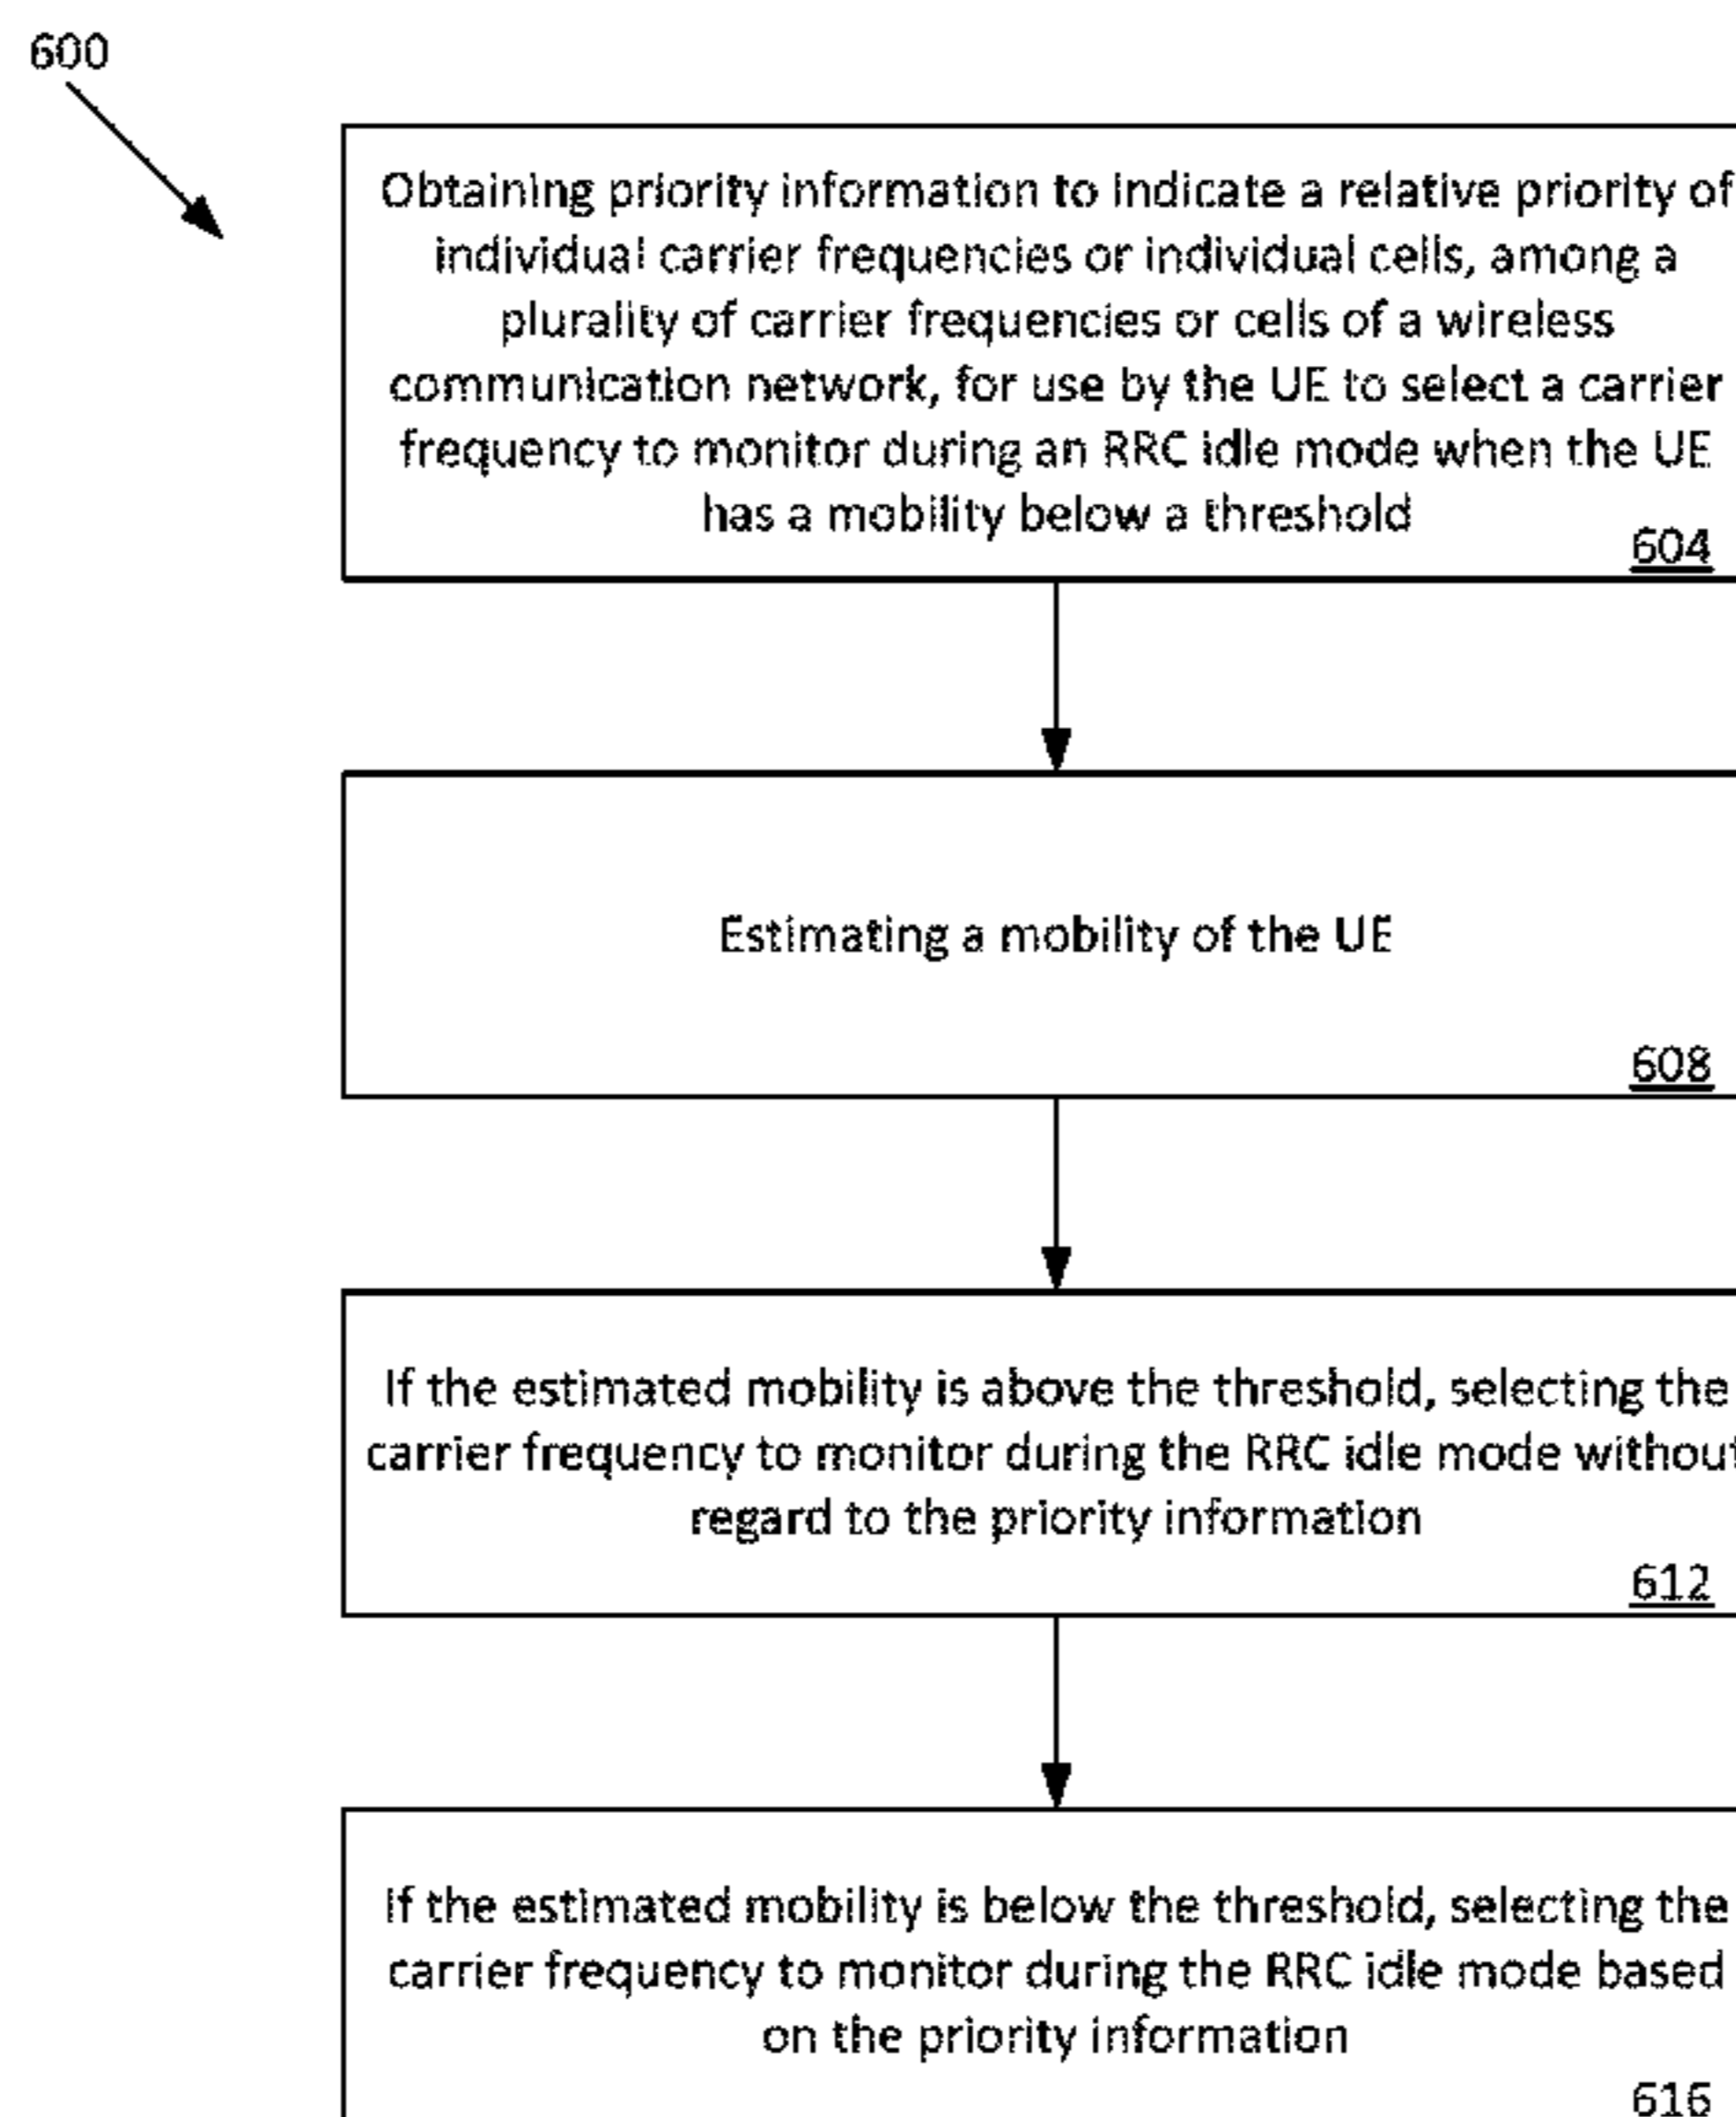 600
Obtaining priority information to indicate a relative priority of
individual carrier frequencies or individual cells, among a
plurality of carrier frequencies or cells of a wireless
communication network, for use by the UE to select a carrier
frequency to monitor during an RRC idle mode when the UE
has a mobility below a threshold
604
Estimating a mobility of the UE
608
If the estimated mobility is above the threshold, selecting the
carrier frequency to monitor during the RRC idle mode without
regard to the priority information
612
If the estimated mobility is below the threshold, selecting the
carrier frequency to monitor during the RRC idle mode based
on the priority information
616